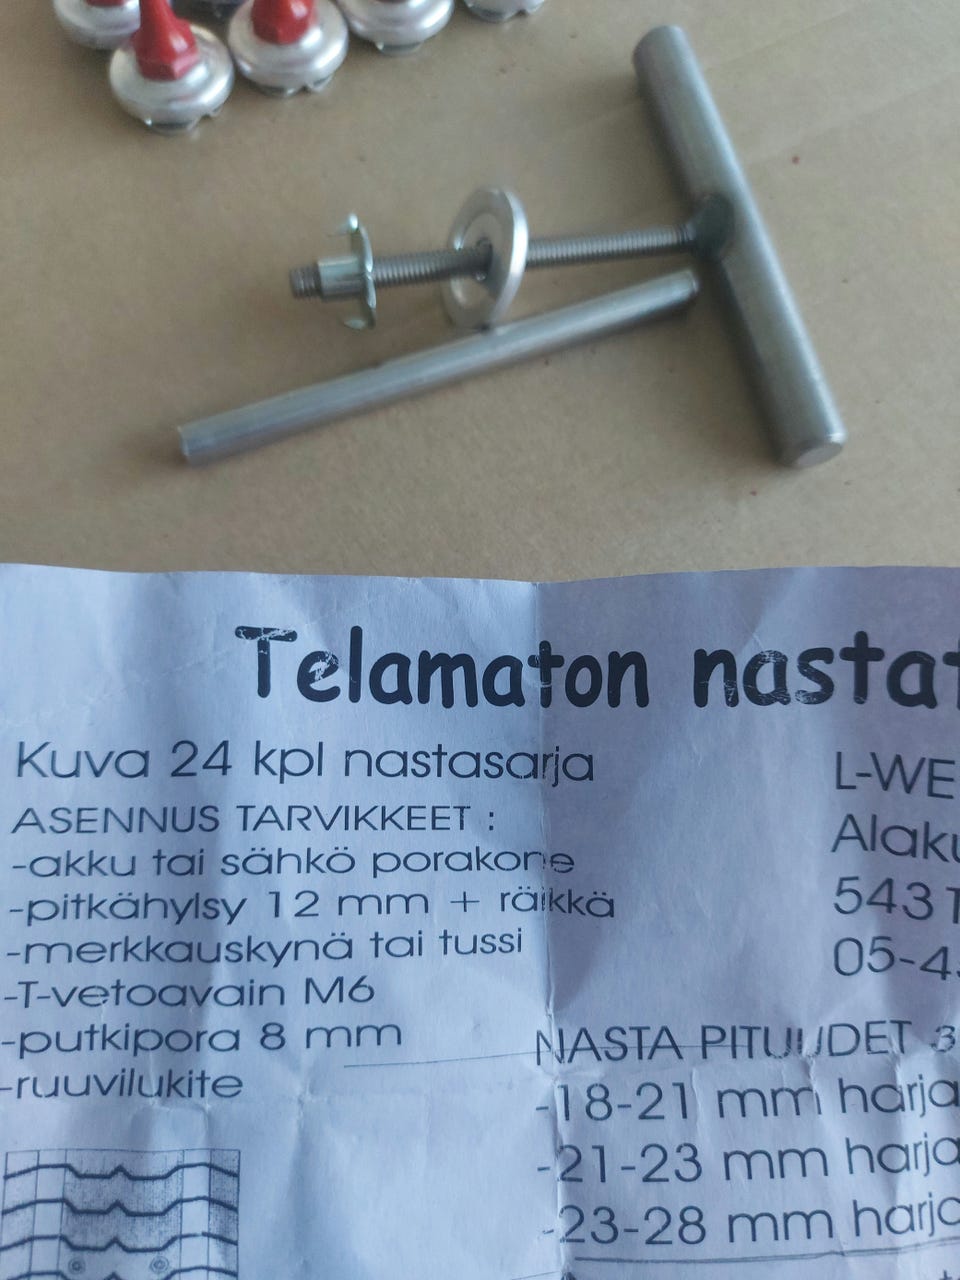 Telamaton nastat
Kuva 24 kpl nastasarja
ASENNUS TARVIKKEET :
-akku tai sähkö porakone
-pitkähylsy 12 mm + räikkä
-merkkauskynä tai tussi
-T-vetoavain M6
-putkipora 8 mm
-ruuvilukite
L-WE
Alaku
543
05-4
NASTA PITUUDET 3
-18-21 mm harja
-21-23 mm harja
-23-28 mm harja